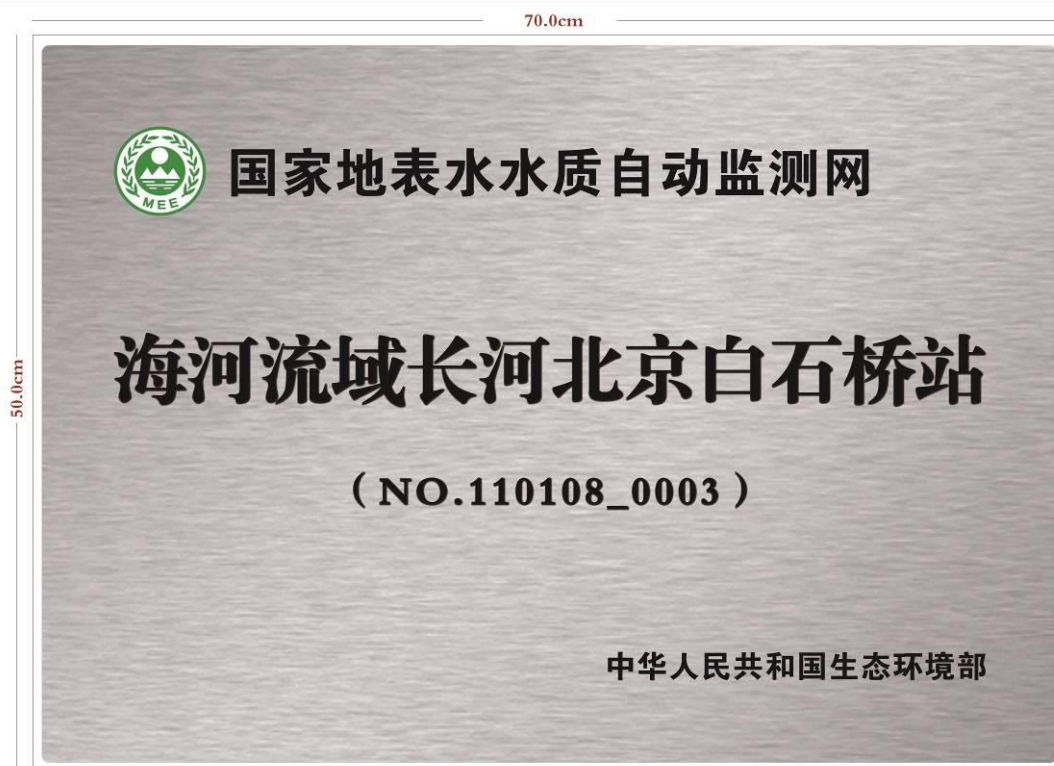 70.0cm
50.0cm
MEE
国家地表水水质自动监测网
海河流域长河北京白石桥站
（NO.110108_0003）
中华人民共和国生态环境部